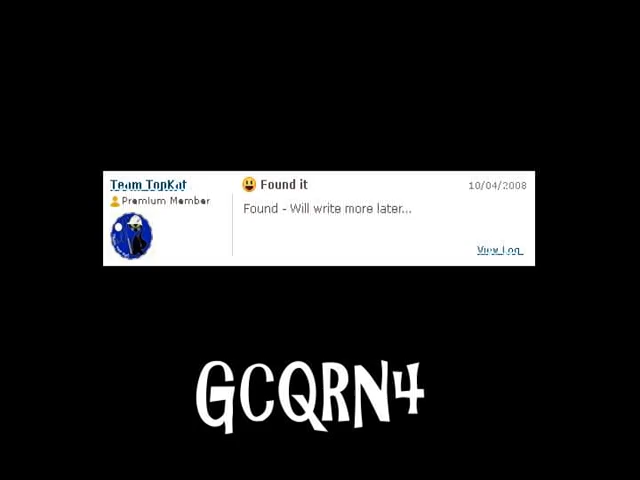 Team TopKat
Found it
10/04/2008
Premium Member
Found - Will write more later...
View Log
GCQRN4